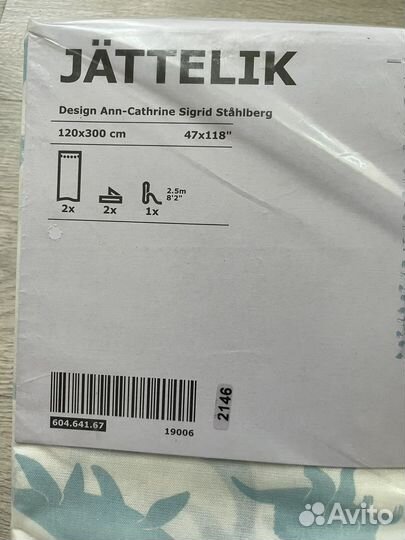 JÄTTELIK
Design Ann-Cathrine Sigrid Ståhlberg
120x300 cm 47x118"
2.5m
8'2"
2x 2x 1x
604.641.67
19006
2146
Avito